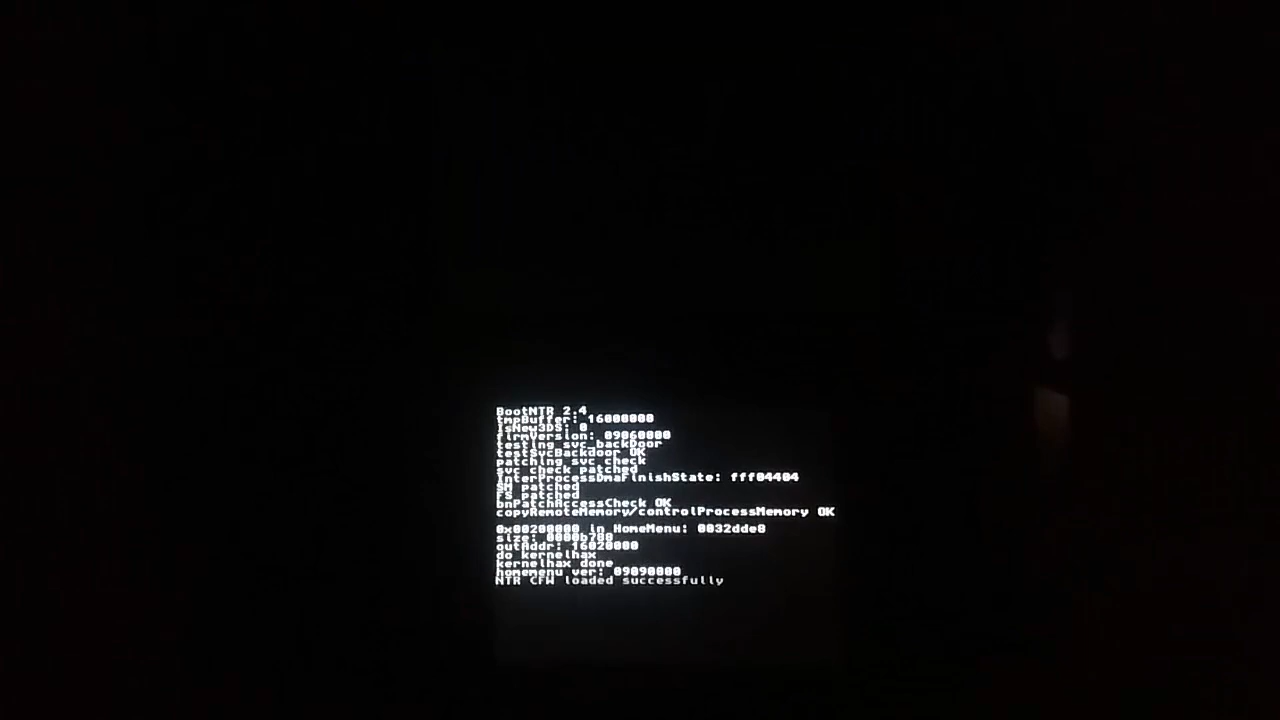 BootNTR 2.4
tmpBuffer: 16000000
IsNew3DS: 0
firmVersion: 09060000
testing svc_backDoor
testSvcBackdoor OK
patching svc check
svc check patched
InterProcessDmaFinishState: fff04404
SM patched
FS patched
bnPatchAccessCheck OK
copyRemoteMemory/controlProcessMemory OK
0x00200000 in HomeMenu: 0032dde8
size: 0000b780
outAddr: 16020000
do kernelhax
kernelhax done
homemenu ver: 09090000
NTR CFW loaded successfully